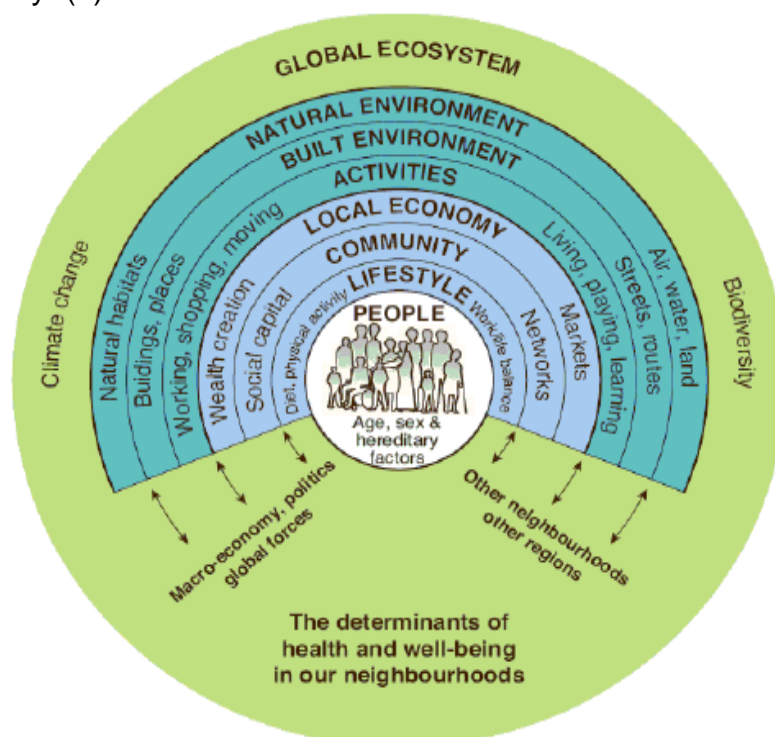 GLOBAL ECOSYSTEM
NATURAL ENVIRONMENT
BUILT ENVIRONMENT
ACTIVITIES
LOCAL ECONOMY
COMMUNITY
LIFESTYLE
PEOPLE
Age, sex &
hereditary
factors
Climate change
Natural habitats
Buidings, places
Working, shopping, moving
Wealth creation
Social capital
Diet, physical activity
Work/life balance
Networks
Markets
Living, playing, learning
Streets, routes
Air, water, land
Biodiversity
Macro-economy, politics
global forces
Other neighbourhoods
other regions
The determinants of
health and well-being
in our neighbourhoods